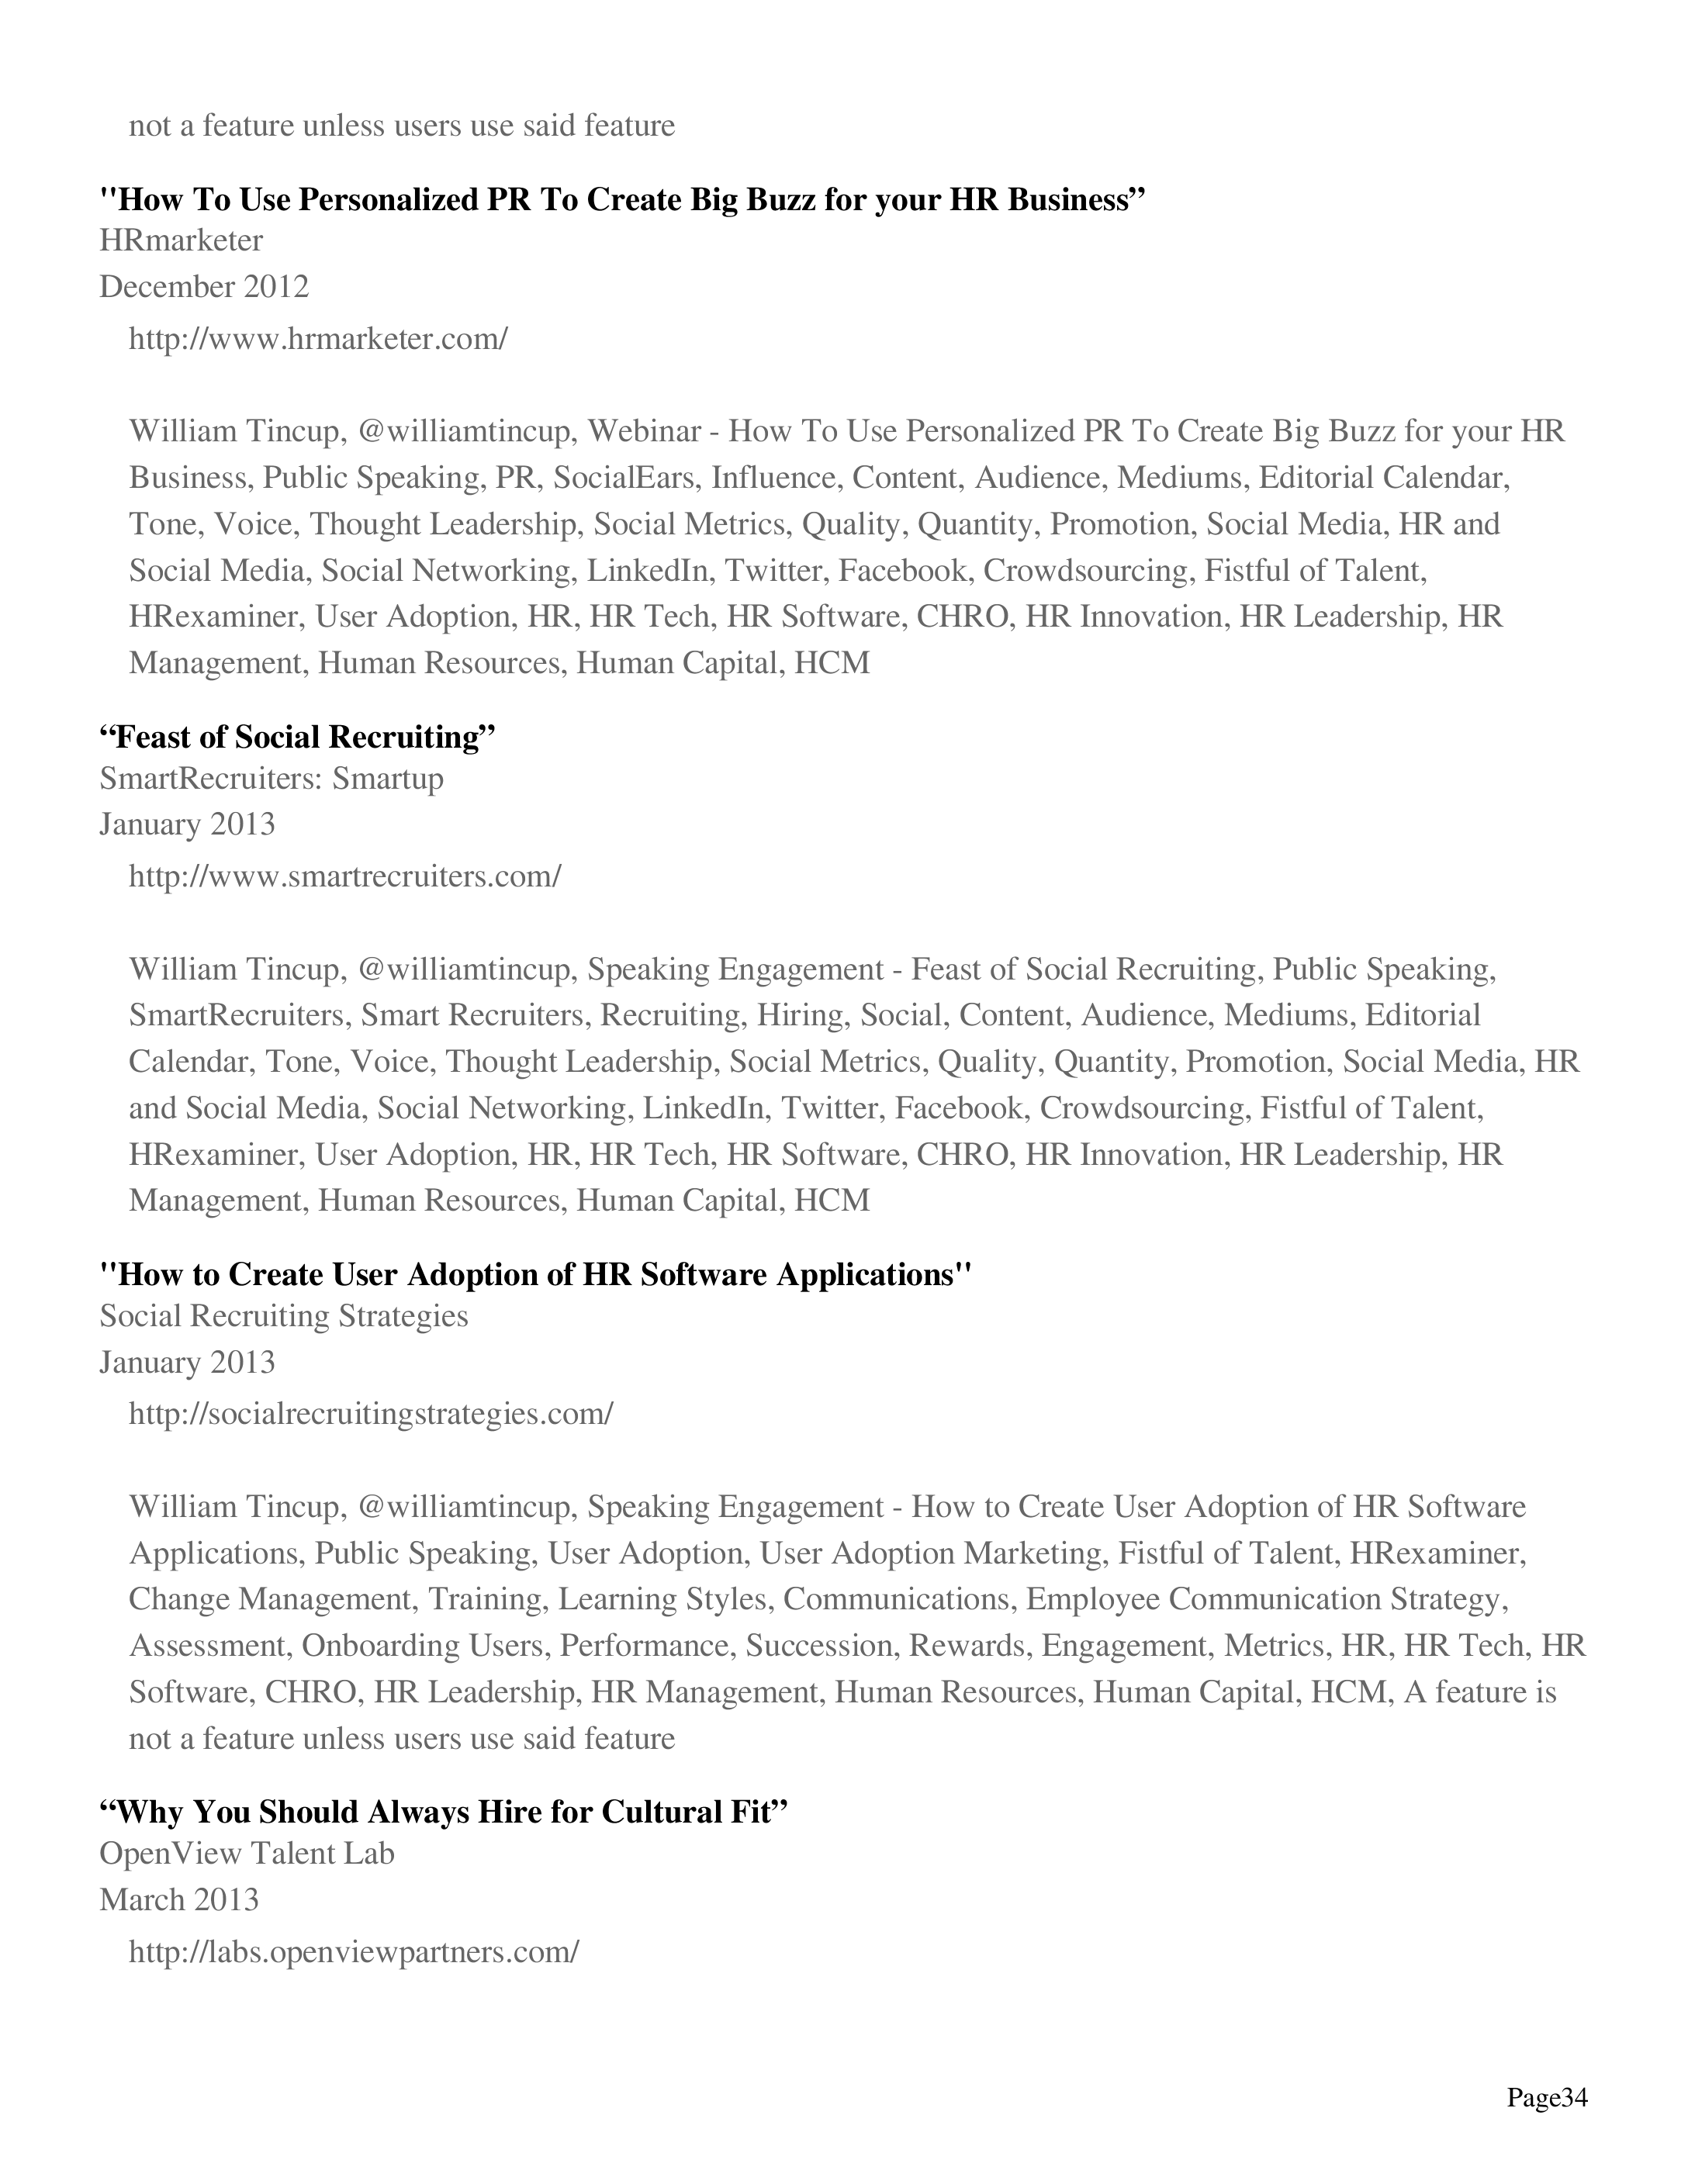 not a feature unless users use said feature
"How To Use Personalized PR To Create Big Buzz for your HR Business”
HRmarketer
December 2012
http://www.hrmarketer.com/
William Tincup, @williamtincup, Webinar - How To Use Personalized PR To Create Big Buzz for your HR
Business, Public Speaking, PR, SocialEars, Influence, Content, Audience, Mediums, Editorial Calendar,
Tone, Voice, Thought Leadership, Social Metrics, Quality, Quantity, Promotion, Social Media, HR and
Social Media, Social Networking, LinkedIn, Twitter, Facebook, Crowdsourcing, Fistful of Talent,
HRexaminer, User Adoption, HR, HR Tech, HR Software, CHRO, HR Innovation, HR Leadership, HR
Management, Human Resources, Human Capital, HCM
“Feast of Social Recruiting”
SmartRecruiters: Smartup
January 2013
http://www.smartrecruiters.com/
William Tincup, @williamtincup, Speaking Engagement - Feast of Social Recruiting, Public Speaking,
SmartRecruiters, Smart Recruiters, Recruiting, Hiring, Social, Content, Audience, Mediums, Editorial
Calendar, Tone, Voice, Thought Leadership, Social Metrics, Quality, Quantity, Promotion, Social Media, HR
and Social Media, Social Networking, LinkedIn, Twitter, Facebook, Crowdsourcing, Fistful of Talent,
HRexaminer, User Adoption, HR, HR Tech, HR Software, CHRO, HR Innovation, HR Leadership, HR
Management, Human Resources, Human Capital, HCM
"How to Create User Adoption of HR Software Applications"
Social Recruiting Strategies
January 2013
http://socialrecruitingstrategies.com/
William Tincup, @williamtincup, Speaking Engagement - How to Create User Adoption of HR Software
Applications, Public Speaking, User Adoption, User Adoption Marketing, Fistful of Talent, HRexaminer,
Change Management, Training, Learning Styles, Communications, Employee Communication Strategy,
Assessment, Onboarding Users, Performance, Succession, Rewards, Engagement, Metrics, HR, HR Tech, HR
Software, CHRO, HR Leadership, HR Management, Human Resources, Human Capital, HCM, A feature is
not a feature unless users use said feature
“Why You Should Always Hire for Cultural Fit”
OpenView Talent Lab
March 2013
http://labs.openviewpartners.com/
Page34